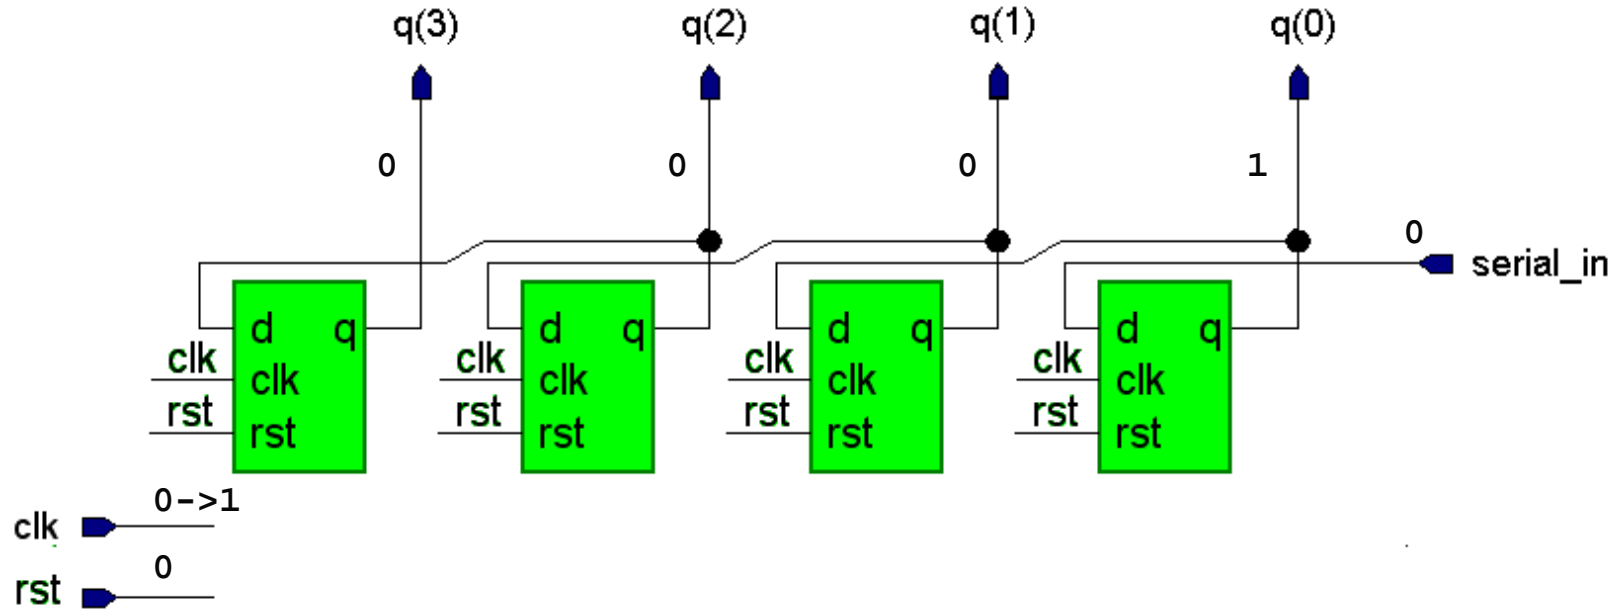 q(3) q(2) q(1) q(0)
0 0 0 1
0
serial_in
d q d q d q d q
clk clk clk clk
clk clk clk clk
rst rst rst rst
rst rst rst rst
0->1
clk
0
rst